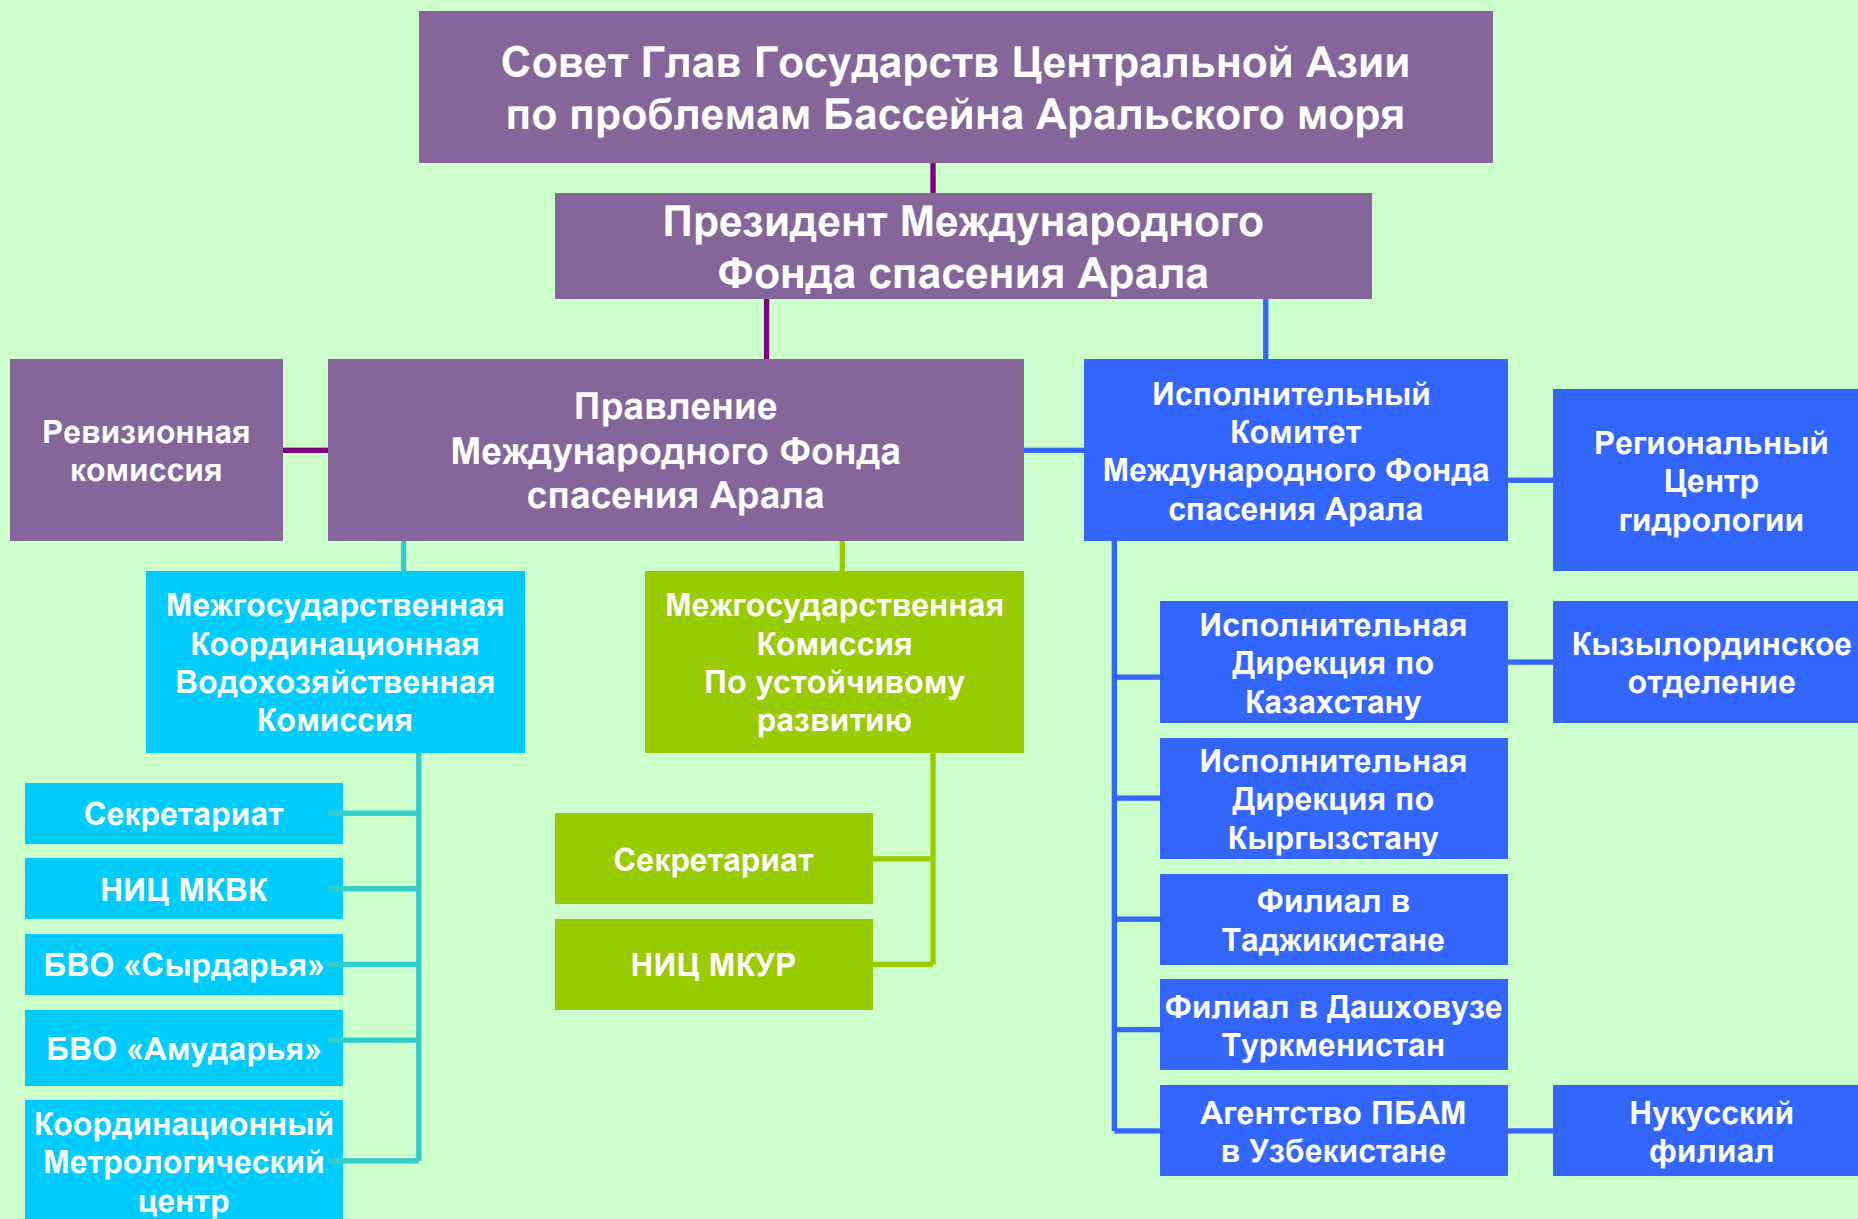 Совет Глав Государств Центральной Азии
по проблемам Бассейна Аральского моря
Президент Международного
Фонда спасения Арала
Ревизионная
комиссия
Правление
Международного Фонда
спасения Арала
Исполнительный
Комитет
Международного Фонда
спасения Арала
Региональный
Центр
гидрологии
Межгосударственная
Координационная
Водохозяйственная
Комиссия
Межгосударственная
Комиссия
По устойчивому
развитию
Исполнительная
Дирекция по
Казахстану
Кызылординское
отделение
Исполнительная
Дирекция по
Кыргызстану
Секретариат
НИЦ МКВК
БВО «Сырдарья»
БВО «Амударья»
Координационный
Метрологический
центр
Секретариат
НИЦ МКУР
Филиал в
Таджикистане
Филиал в Дашховузе
Туркменистан
Агентство ПБАМ
в Узбекистане
Нукусский
филиал